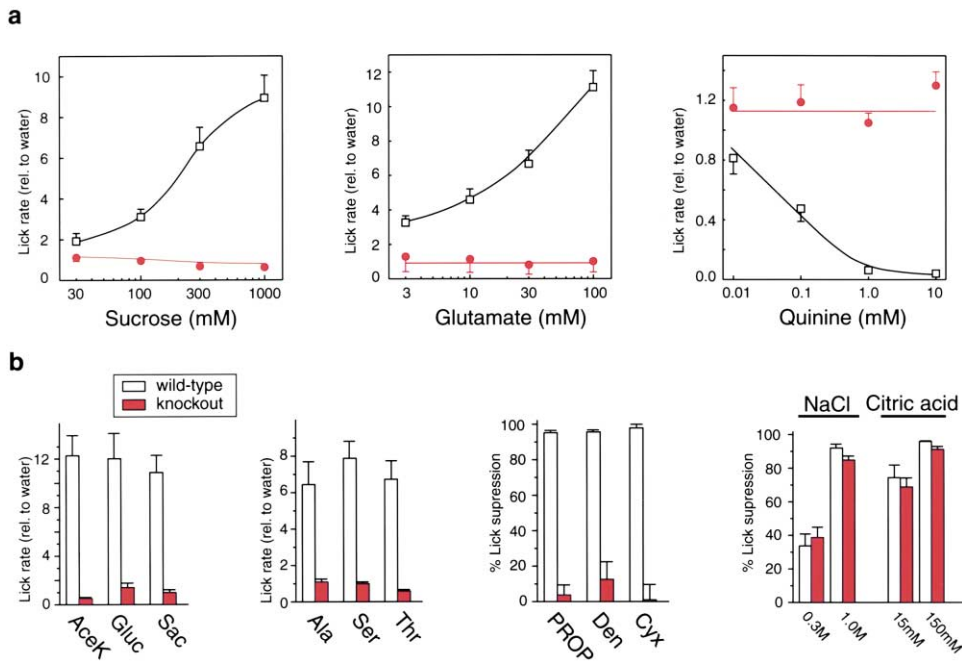 a
Lick rate (rel. to water)
10
8
6
4
2
0
30 100 300 1000
Sucrose (mM)
Lick rate (rel. to water)
12
10
8
6
4
2
0
3 10 30 100
Glutamate (mM)
Lick rate (rel. to water)
1.2
0.8
0.4
0.0
0.01 0.1 1.0 10
Quinine (mM)
b
wild-type
knockout
Lick rate (rel. to water)
12
8
4
0
AceK Gluc Sac
Lick rate (rel. to water)
8
6
4
2
0
Ala Ser Thr
% Lick supression
100
80
60
40
20
0
PROP Den Cyx
NaCl Citric acid
% Lick supression
100
80
60
40
20
0
0.3M 1.0M 15mM 150mM